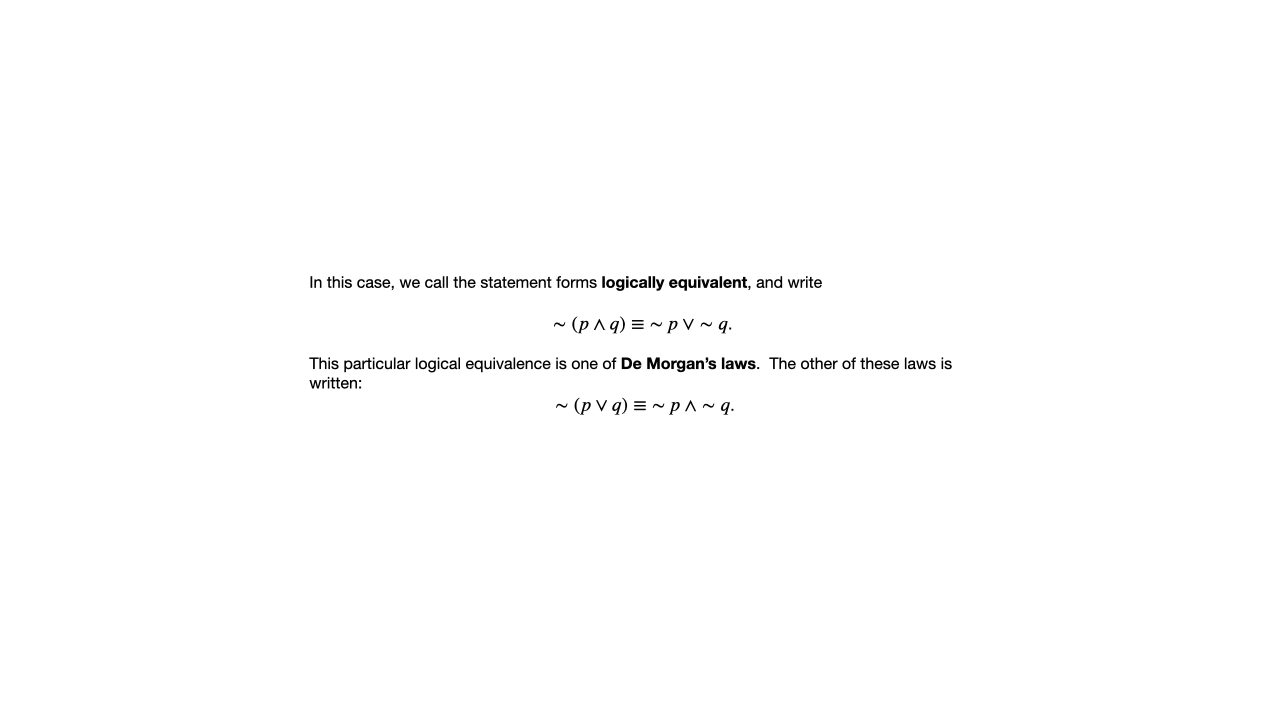 In this case, we call the statement forms logically equivalent, and write
∼ (p ∧ q) ≡ ∼ p ∨ ∼ q.
This particular logical equivalence is one of De Morgan’s laws.  The other of these laws is
written:
∼ (p ∨ q) ≡ ∼ p ∧ ∼ q.